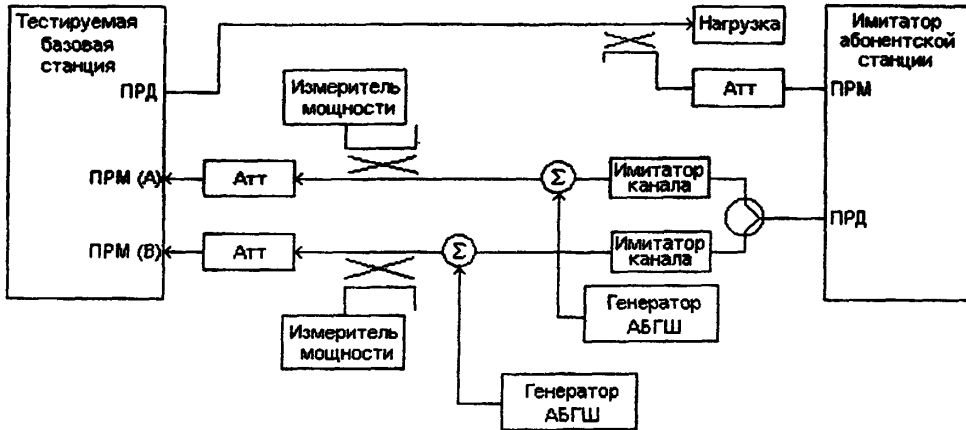 Тестируемая
базовая
станция
ПРД
ПРМ (А)
ПРМ (В)
Нагрузка
Атт
Имитатор
абонентской
станции
ПРМ
ПРД
Измеритель
мощности
Атт
Σ
Имитатор
канала
Атт
Σ
Имитатор
канала
Измеритель
мощности
Генератор
АБГШ
Генератор
АБГШ